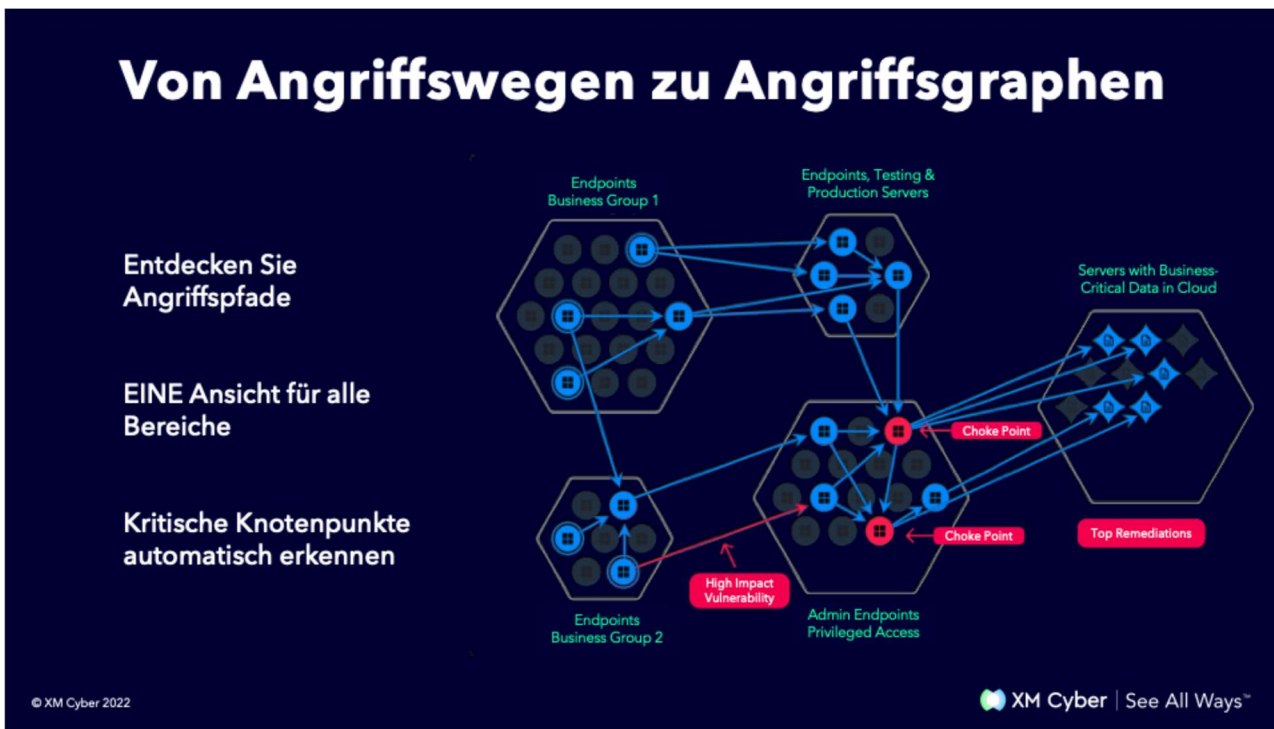 Von Angriffswegen zu Angriffsgraphen
Entdecken Sie
Angriffspfade
EINE Ansicht für alle
Bereiche
Kritische Knotenpunkte
automatisch erkennen
Endpoints
Business Group 1
Endpoints, Testing &
Production Servers
Servers with Business-
Critical Data in Cloud
Choke Point
Choke Point
Top Remediations
High Impact
Vulnerability
Endpoints
Business Group 2
Admin Endpoints
Privileged Access
© XM Cyber 2022
XM Cyber | See All Ways™